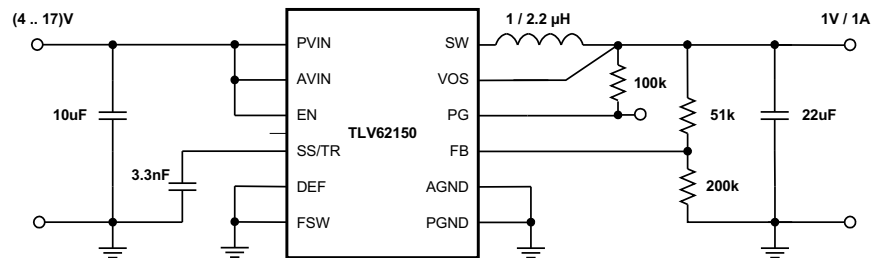 (4 .. 17)V
1 / 2.2 µH
1V / 1A
PVIN
SW
AVIN
VOS
100k
10uF
EN
PG
51k
22uF
TLV62150
SS/TR
FB
3.3nF
DEF
AGND
200k
FSW
PGND